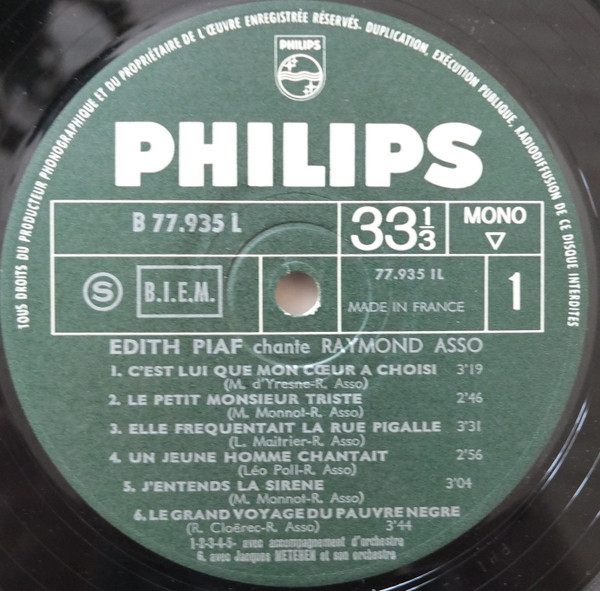 TOUS DROITS DU PRODUCTEUR PHONOGRAPHIQUE ET DU PROPRIÉTAIRE DE L'ŒUVRE ENREGISTRÉE RÉSERVÉS. DUPLICATION, EXÉCUTION PUBLIQUE, RADIODIFFUSION DE CE DISQUE INTERDITES
PHILIPS
PHILIPS
B 77.935 L
33 1/3
MONO
S
B.I.E.M.
77.935 1L
MADE IN FRANCE
1
EDITH PIAF chante RAYMOND ASSO
1. C'EST LUI QUE MON CŒUR A CHOISI 3'19
(M. d'Yresne-R. Asso)
2. LE PETIT MONSIEUR TRISTE 2'46
(M. Monnot-R. Asso)
3. ELLE FREQUENTAIT LA RUE PIGALLE 3'31
(L. Maitrier-R. Asso)
4. UN JEUNE HOMME CHANTAIT 2'56
(Léo Poll-R. Asso)
5. J'ENTENDS LA SIRENE 3'04
(M. Monnot-R. Asso)
6. LE GRAND VOYAGE DU PAUVRE NEGRE
(R. Cloërec-R. Asso) 3'44
1-2-3-4-5- avec accompagnement d'orchestre
6. avec Jacques METEHEN et son orchestre